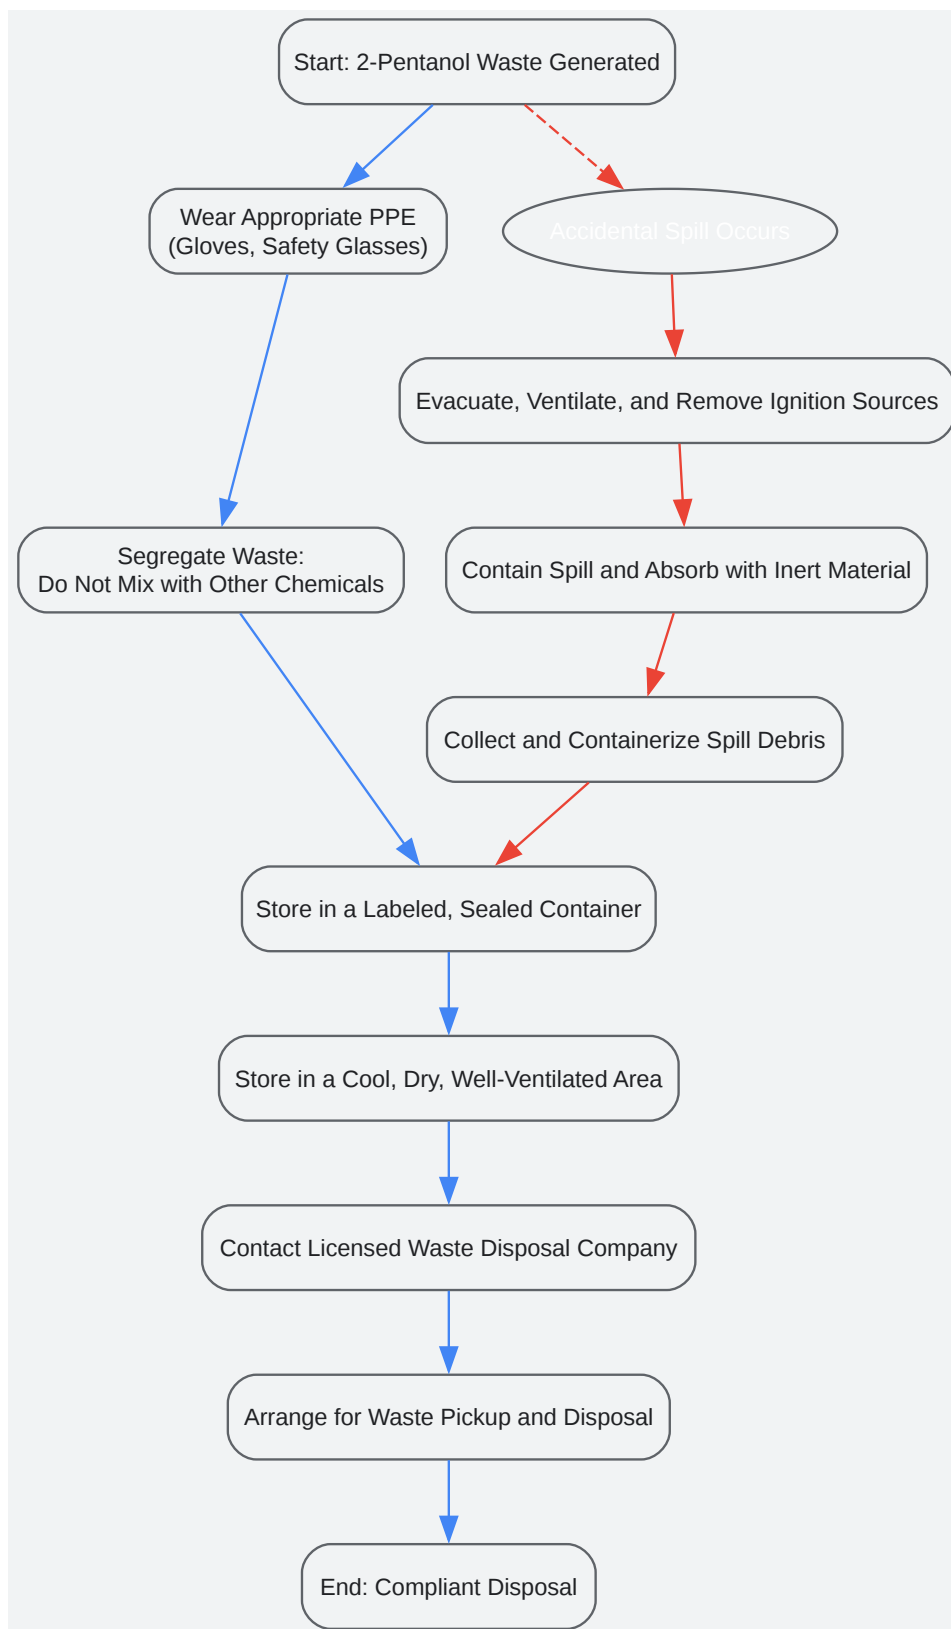 Start: 2-Pentanol Waste Generated
Wear Appropriate PPE
(Gloves, Safety Glasses)
Accidental Spill Occurs
Evacuate, Ventilate, and Remove Ignition Sources
Segregate Waste:
Do Not Mix with Other Chemicals
Contain Spill and Absorb with Inert Material
Collect and Containerize Spill Debris
Store in a Labeled, Sealed Container
Store in a Cool, Dry, Well-Ventilated Area
Contact Licensed Waste Disposal Company
Arrange for Waste Pickup and Disposal
End: Compliant Disposal